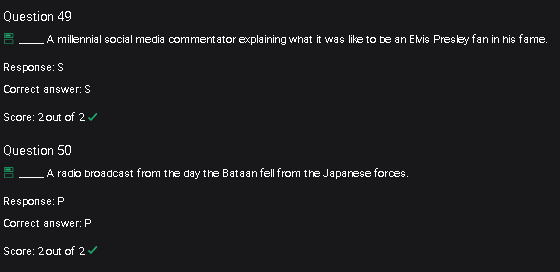 Question 49
_____ A millennial social media commentator explaining what it was like to be an Elvis Presley fan in his fame.
Response: S
Correct answer: S
Score: 2 out of 2
Question 50
_____ A radio broadcast from the day the Bataan fell from the Japanese forces.
Response: P
Correct answer: P
Score: 2 out of 2